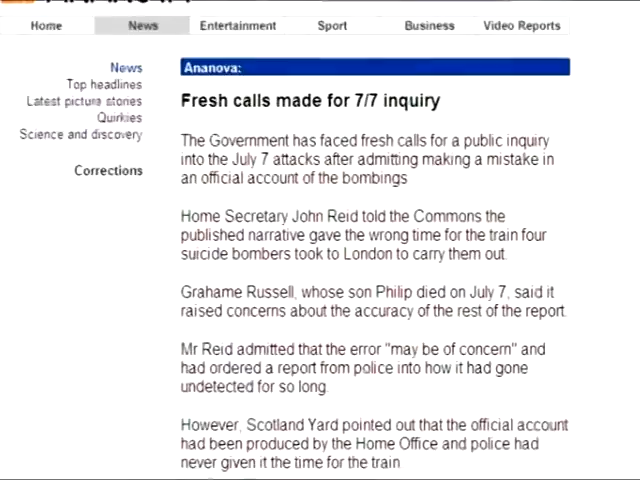 Home News Entertainment Sport Business Video Reports
News
Top headlines
Latest picture stories
Quirkies
Science and discovery
Corrections
Ananova:
Fresh calls made for 7/7 inquiry
The Government has faced fresh calls for a public inquiry
into the July 7 attacks after admitting making a mistake in
an official account of the bombings
Home Secretary John Reid told the Commons the
published narrative gave the wrong time for the train four
suicide bombers took to London to carry them out.
Grahame Russell, whose son Philip died on July 7, said it
raised concerns about the accuracy of the rest of the report.
Mr Reid admitted that the error "may be of concern" and
had ordered a report from police into how it had gone
undetected for so long.
However, Scotland Yard pointed out that the official account
had been produced by the Home Office and police had
never given it the time for the train